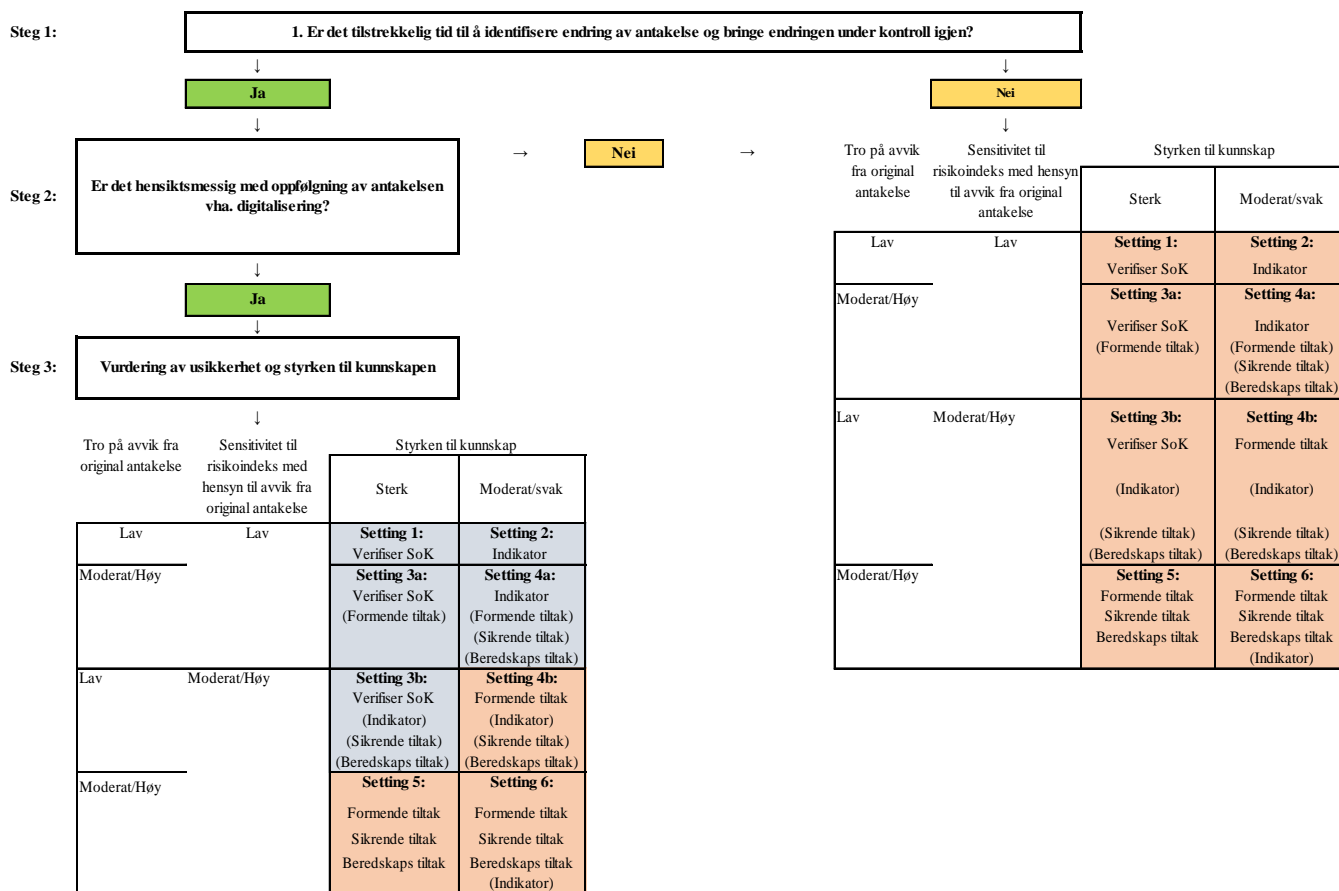 Steg 1:
1. Er det tilstrekkelig tid til å identifisere endring av antakelse og bringe endringen under kontroll igjen?
↓
↓
Ja
Nei
↓
↓
Steg 2:
Er det hensiktsmessig med oppfølgning av antakelsen
vha. digitalisering?
→
Nei
→
↓
Ja
↓
Steg 3:
Vurdering av usikkerhet og styrken til kunnskapen
↓
Tro på avvik fra
original antakelse
Sensitivitet til
risikoindeks med
hensyn til avvik fra
original antakelse
Styrken til kunnskap
Sterk
Moderat/svak
Lav
Lav
Setting 1:
Verifiser SoK
Setting 2:
Indikator
Moderat/Høy
Setting 3a:
Verifiser SoK
(Formende tiltak)
Setting 4a:
Indikator
(Formende tiltak)
(Sikrende tiltak)
(Beredskaps tiltak)
Lav
Moderat/Høy
Setting 3b:
Verifiser SoK
(Indikator)
(Sikrende tiltak)
(Beredskaps tiltak)
Setting 4b:
Formende tiltak
(Indikator)
(Sikrende tiltak)
(Beredskaps tiltak)
Moderat/Høy
Setting 5:
Formende tiltak
Sikrende tiltak
Beredskaps tiltak
Setting 6:
Formende tiltak
Sikrende tiltak
Beredskaps tiltak
(Indikator)
Tro på avvik
fra original
antakelse
Sensitivitet til
risikoindeks med hensyn
til avvik fra original
antakelse
Styrken til kunnskap
Sterk
Moderat/svak
Lav
Lav
Setting 1:
Verifiser SoK
Setting 2:
Indikator
Moderat/Høy
Setting 3a:
Verifiser SoK
(Formende tiltak)
Setting 4a:
Indikator
(Formende tiltak)
(Sikrende tiltak)
(Beredskaps tiltak)
Lav
Moderat/Høy
Setting 3b:
Verifiser SoK
(Indikator)
(Sikrende tiltak)
(Beredskaps tiltak)
Setting 4b:
Formende tiltak
(Indikator)
(Sikrende tiltak)
(Beredskaps tiltak)
Moderat/Høy
Setting 5:
Formende tiltak
Sikrende tiltak
Beredskaps tiltak
Setting 6:
Formende tiltak
Sikrende tiltak
Beredskaps tiltak
(Indikator)